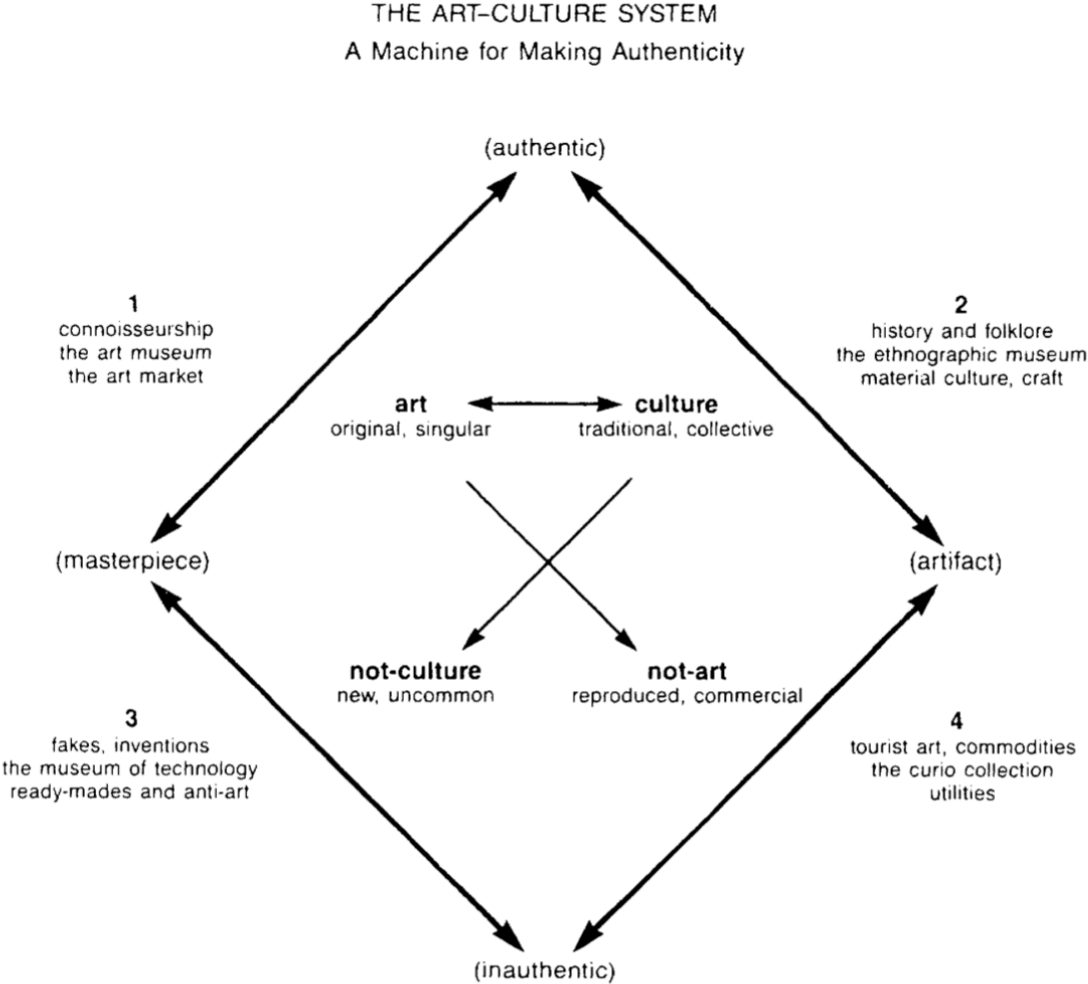 THE ART–CULTURE SYSTEM
A Machine for Making Authenticity
(authentic)
1
connoisseurship
the art museum
the art market
2
history and folklore
the ethnographic museum
material culture, craft
art
original, singular
culture
traditional, collective
(masterpiece)
(artifact)
not-culture
new, uncommon
not-art
reproduced, commercial
3
fakes, inventions
the museum of technology
ready-mades and anti-art
4
tourist art, commodities
the curio collection
utilities
(inauthentic)